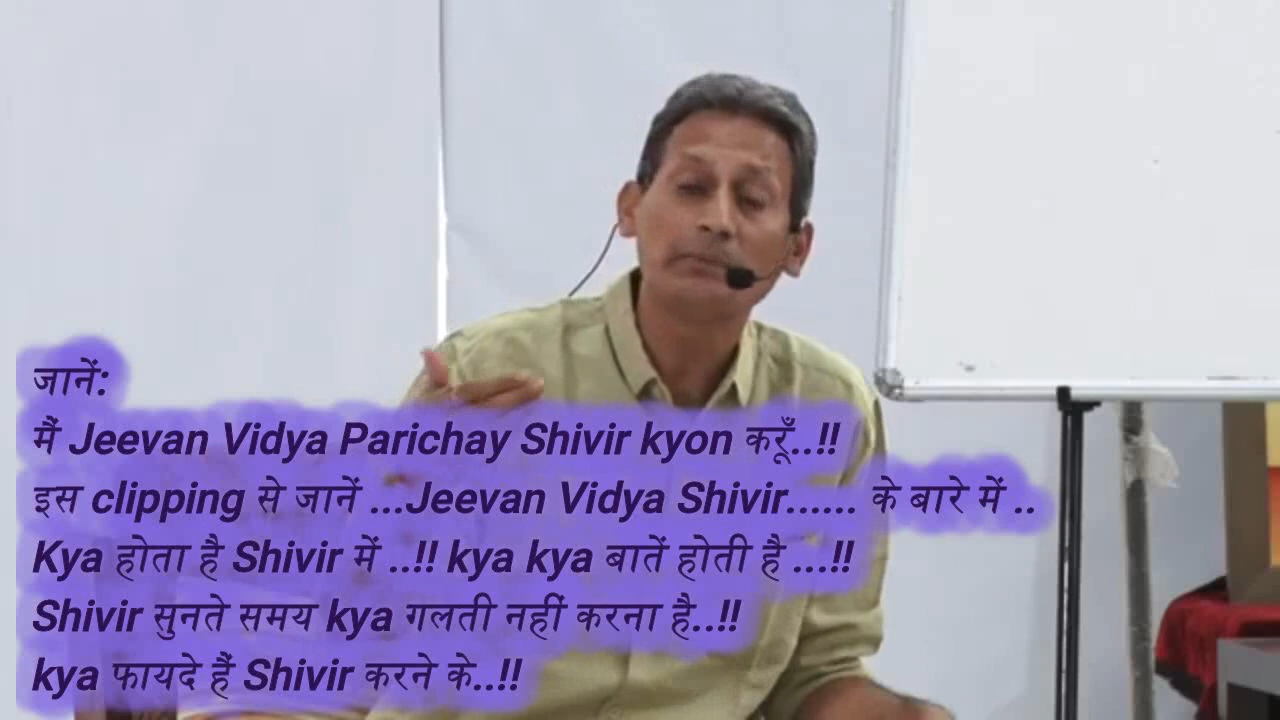 जानें:
मैं Jeevan Vidya Parichay Shivir kyon करूँ..!!
इस clipping से जानें ...Jeevan Vidya Shivir...... के बारे में ..
Kya होता है Shivir में ..!! kya kya बातें होती है ...!!
Shivir सुनते समय kya गलती नहीं करना है..!!
kya फायदे हैं Shivir करने के..!!